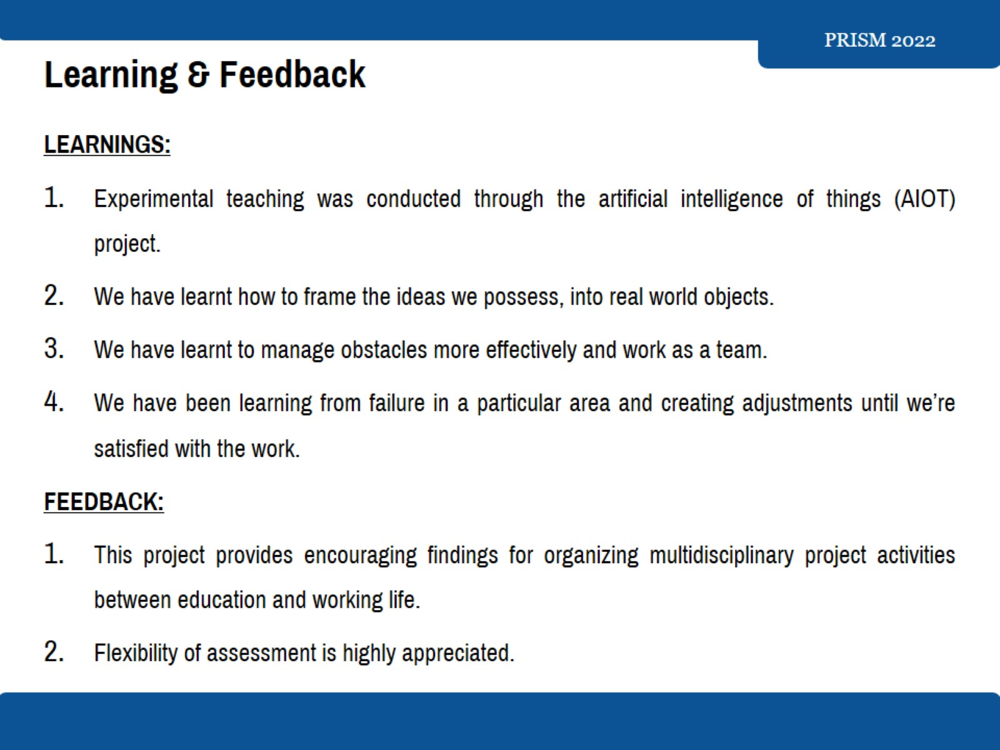 PRISM 2022
Learning & Feedback
LEARNINGS:
1. Experimental teaching was conducted through the artificial intelligence of things (AIOT)
project.
2. We have learnt how to frame the ideas we possess, into real world objects.
3. We have learnt to manage obstacles more effectively and work as a team.
4. We have been learning from failure in a particular area and creating adjustments until we’re
satisfied with the work.
FEEDBACK:
1. This project provides encouraging findings for organizing multidisciplinary project activities
between education and working life.
2. Flexibility of assessment is highly appreciated.